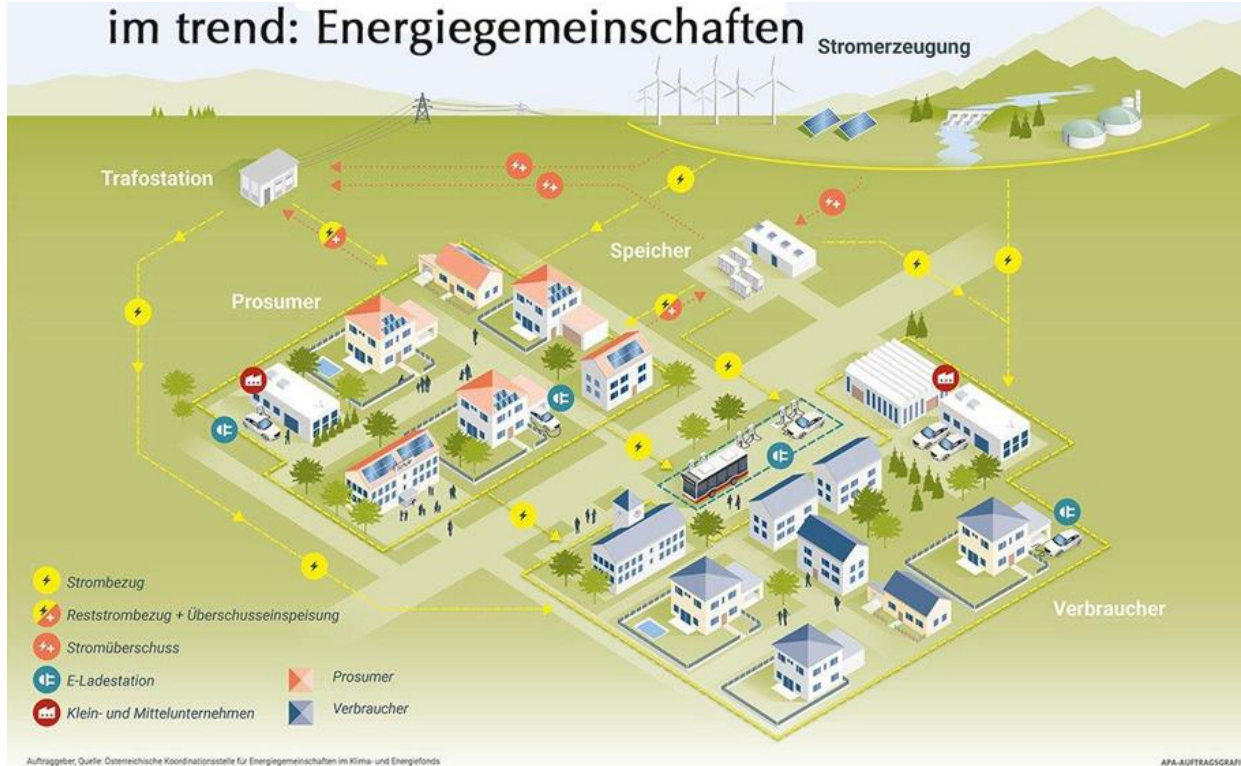 im trend: Energiegemeinschaften
Stromerzeugung
Trafostation
Speicher
Prosumer
Verbraucher
Strombezug
Reststrombezug + Überschusseinspeisung
Stromüberschuss
E-Ladestation
Klein- und Mittelunternehmen
Prosumer
Verbraucher
Auftraggeber, Quelle: Österreichische Koordinationsstelle für Energiegemeinschaften im Klima- und Energiefonds
APA-AUFTRAGSGRAFI